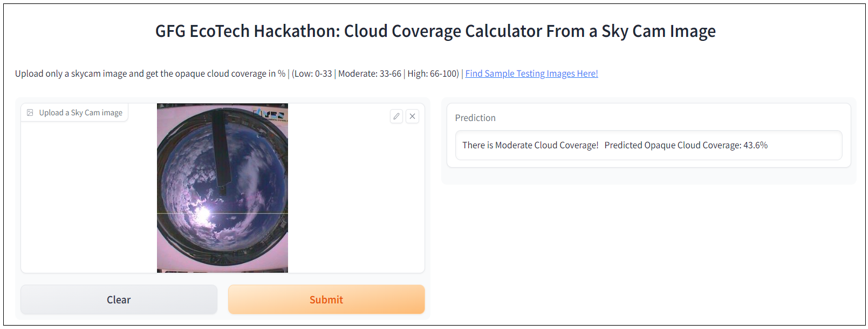 GFG EcoTech Hackathon: Cloud Coverage Calculator From a Sky Cam Image
Upload only a skycam image and get the opaque cloud coverage in % | (Low: 0-33 | Moderate: 33-66 | High: 66-100) | Find Sample Testing Images Here!
Upload a Sky Cam image
Prediction
There is Moderate Cloud Coverage!   Predicted Opaque Cloud Coverage: 43.6%
Clear
Submit